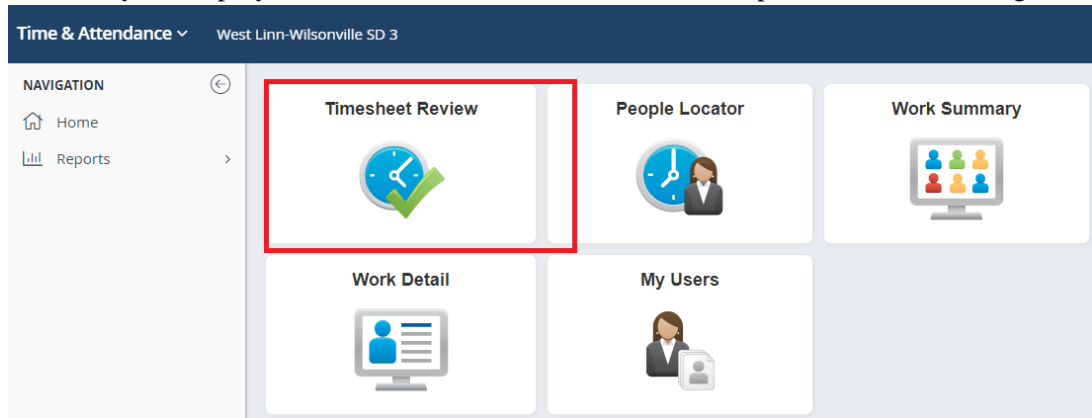 Time & Attendance West Linn-Wilsonville SD 3
NAVIGATION
Home
Reports
Timesheet Review
People Locator
Work Summary
Work Detail
My Users